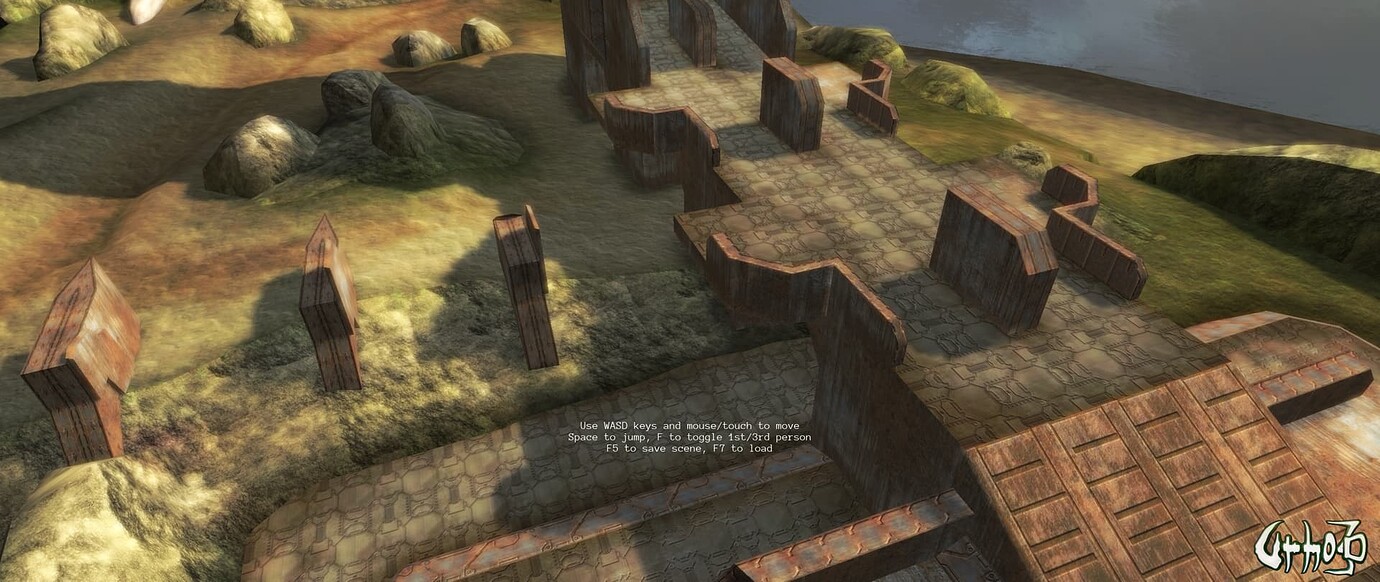 Use WASD keys and mouse/touch to move
Space to jump, F to toggle 1st/3rd person
F5 to save scene, F7 to load